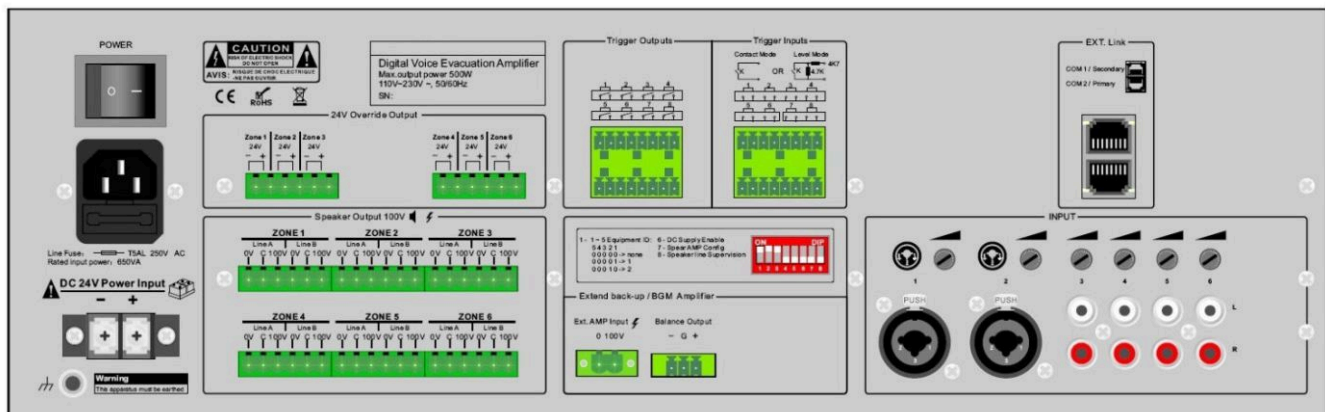 POWER
Line Fuse: T5AL 250V AC
Rated input power: 650VA
DC 24V Power Input
− +
Warning
This apparatus must be earthed
CAUTION
RISK OF ELECTRIC SHOCK
DO NOT OPEN
AVIS: RISQUE DE CHOC ELECTRIQUE
-NE PAS OUVRIR
CE RoHS
Digital Voice Evacuation Amplifier
Max.output power 500W
110V~230V ~, 50/60Hz
SN:
24V Override Output
Zone 1 Zone 2 Zone 3
24V 24V 24V
− + − + − +
Zone 4 Zone 5 Zone 6
24V 24V 24V
− + − + − +
Speaker Output 100V
ZONE 1 ZONE 2 ZONE 3
Line A Line B Line A Line B Line A Line B
0V C 100V C 100V 0V C 100V C 100V 0V C 100V C 100V
ZONE 4 ZONE 5 ZONE 6
Line A Line B Line A Line B Line A Line B
0V C 100V C 100V 0V C 100V C 100V 0V C 100V C 100V
Trigger Outputs
1 2 3 4
5 6 7 8
Trigger Inputs
Contact Mode Level Mode
K OR K 4.7K 4K7
1 2 3 4
5 6 7 8
1- 1~5 Equipment ID: 6- DC Supply Enable
5 4 3 2 1 7- Spear AMP Config
0 0 0 0 0 -> none 8- Speaker line Supervision
0 0 0 0 1 -> 1
0 0 0 1 0 -> 2
ON DIP
1 2 3 4 5 6 7 8
Extend back-up / BGM Amplifier
Ext. AMP Input Balance Output
0 100V − G +
EXT. Link
COM 1 / Secondary
COM 2 / Primary
INPUT
1 2 3 4 5 6
PUSH PUSH
L
R